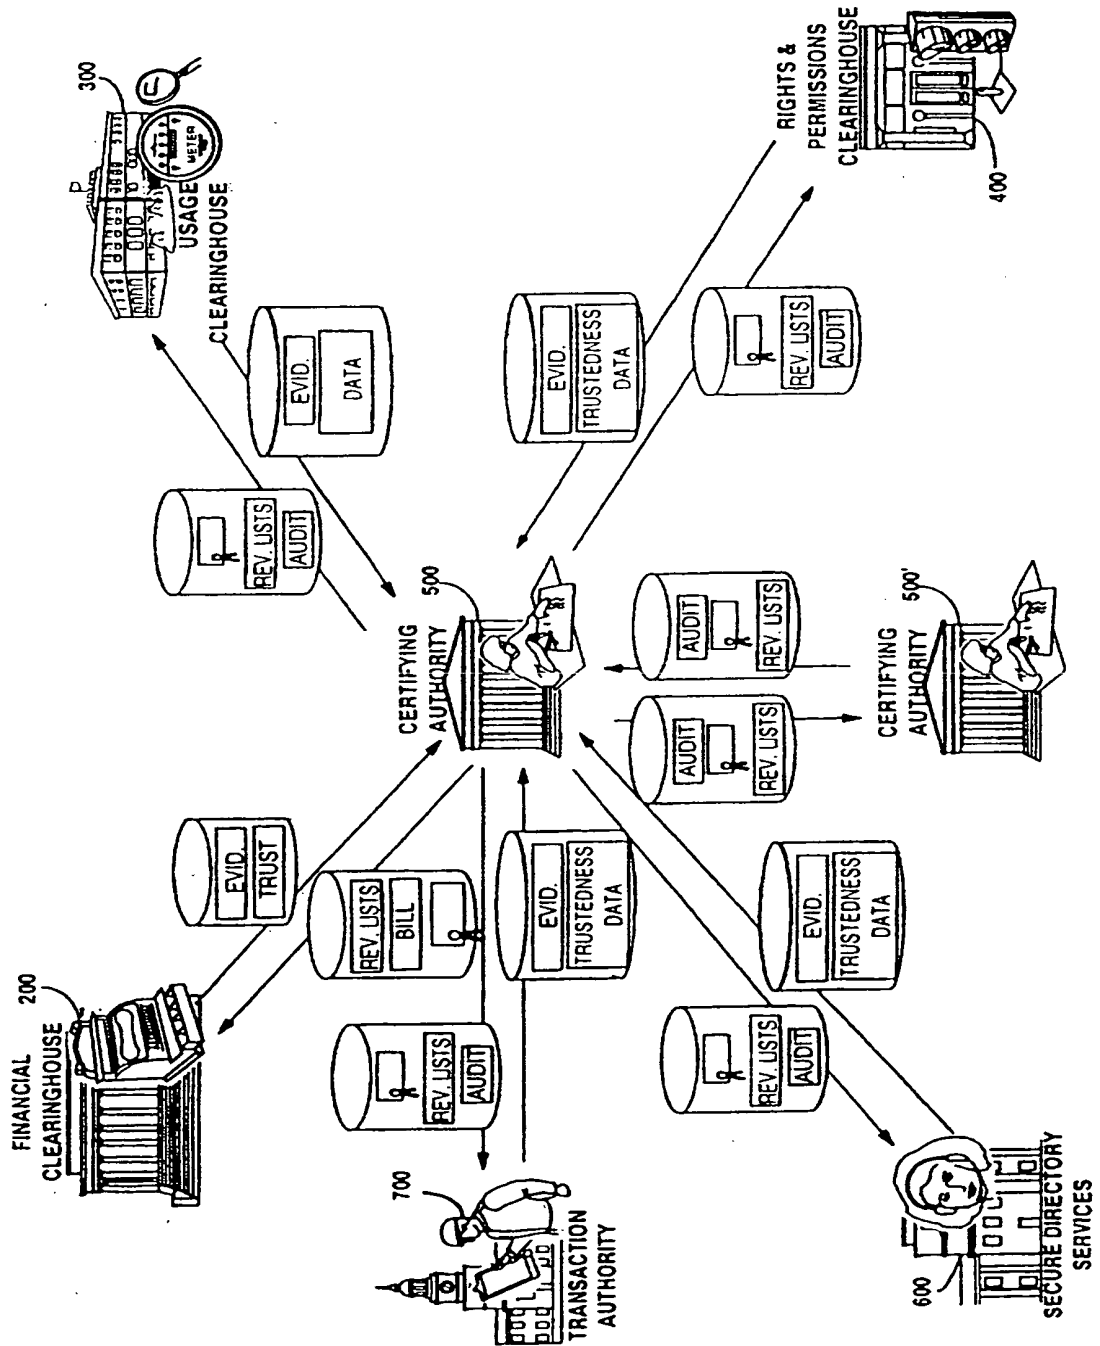 FINANCIAL
CLEARINGHOUSE
200
EVID.
TRUST
REV. LISTS
BILL
REV. LISTS
AUDIT
EVID.
DATA
USAGE
CLEARINGHOUSE
300
METER
TRANSACTION
AUTHORITY
700
REV. LISTS
AUDIT
EVID.
TRUSTEDNESS
DATA
CERTIFYING
AUTHORITY
500
EVID.
TRUSTEDNESS
DATA
REV. LISTS
AUDIT
RIGHTS &
PERMISSIONS
CLEARINGHOUSE
400
SECURE DIRECTORY
SERVICES
600
REV. LISTS
AUDIT
EVID.
TRUSTEDNESS
DATA
AUDIT
REV. LISTS
AUDIT
REV. LISTS
CERTIFYING
AUTHORITY
500'